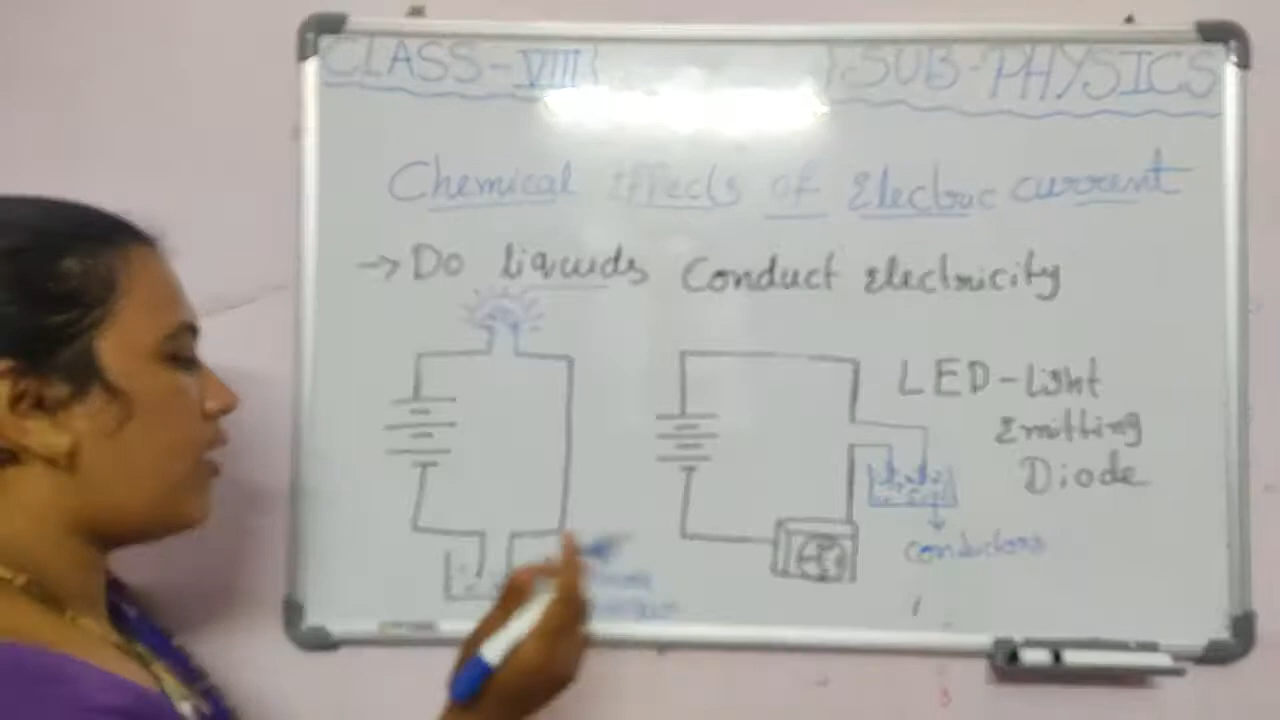 CLASS-VIII SUB-PHYSICS
Chemical Effects of Electric current
→ Do liquids Conduct Electricity
LED-Light
Emitting
Diode
conductors